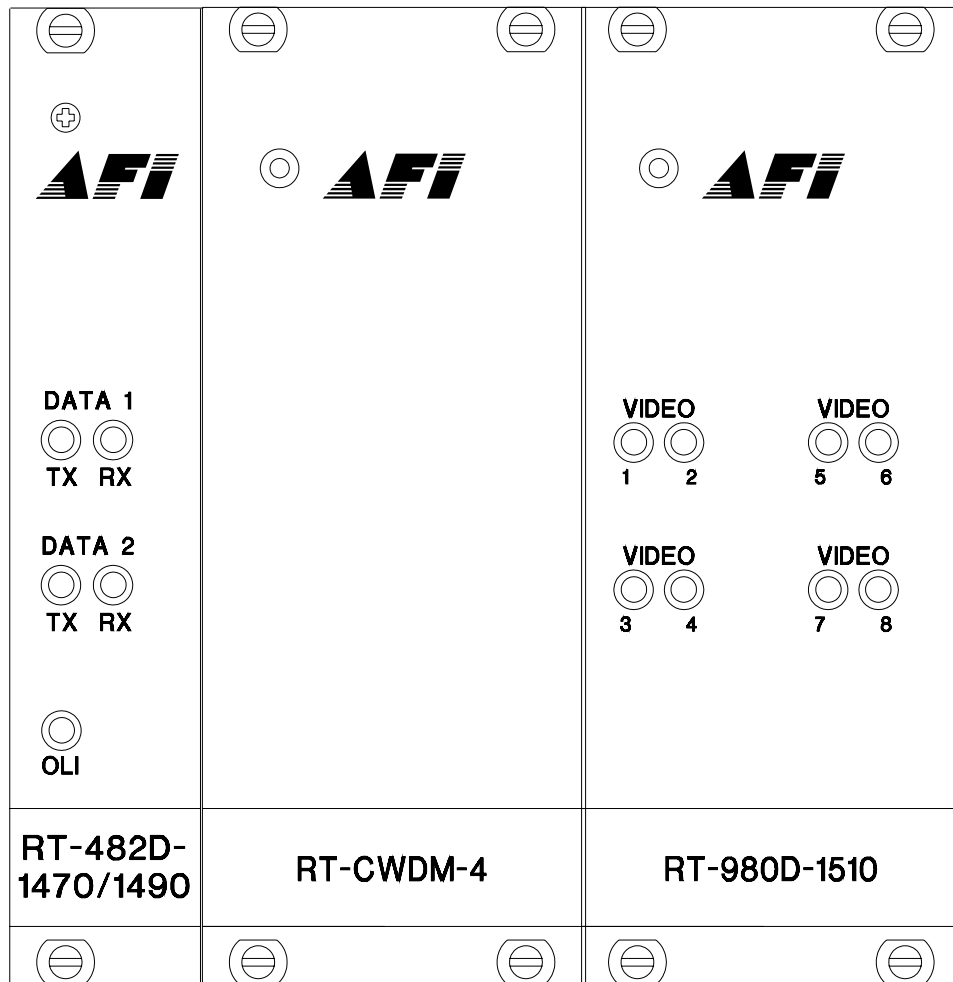 AFI
DATA 1
TX RX
DATA 2
TX RX
OLI
RT-482D-
1470/1490
AFI
RT-CWDM-4
AFI
VIDEO
1 2
VIDEO
5 6
VIDEO
3 4
VIDEO
7 8
RT-980D-1510